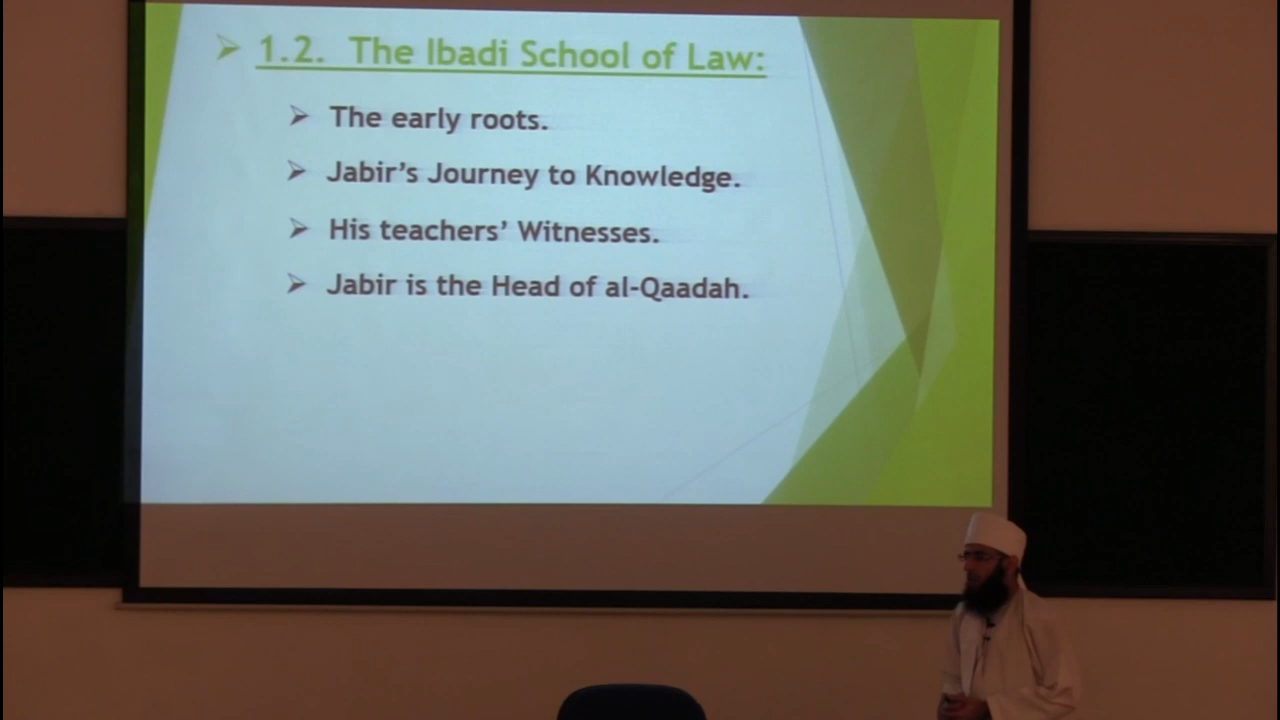 1.2. The Ibadi School of Law:
The early roots.
Jabir's Journey to Knowledge.
His teachers' Witnesses.
Jabir is the Head of al-Qaadah.